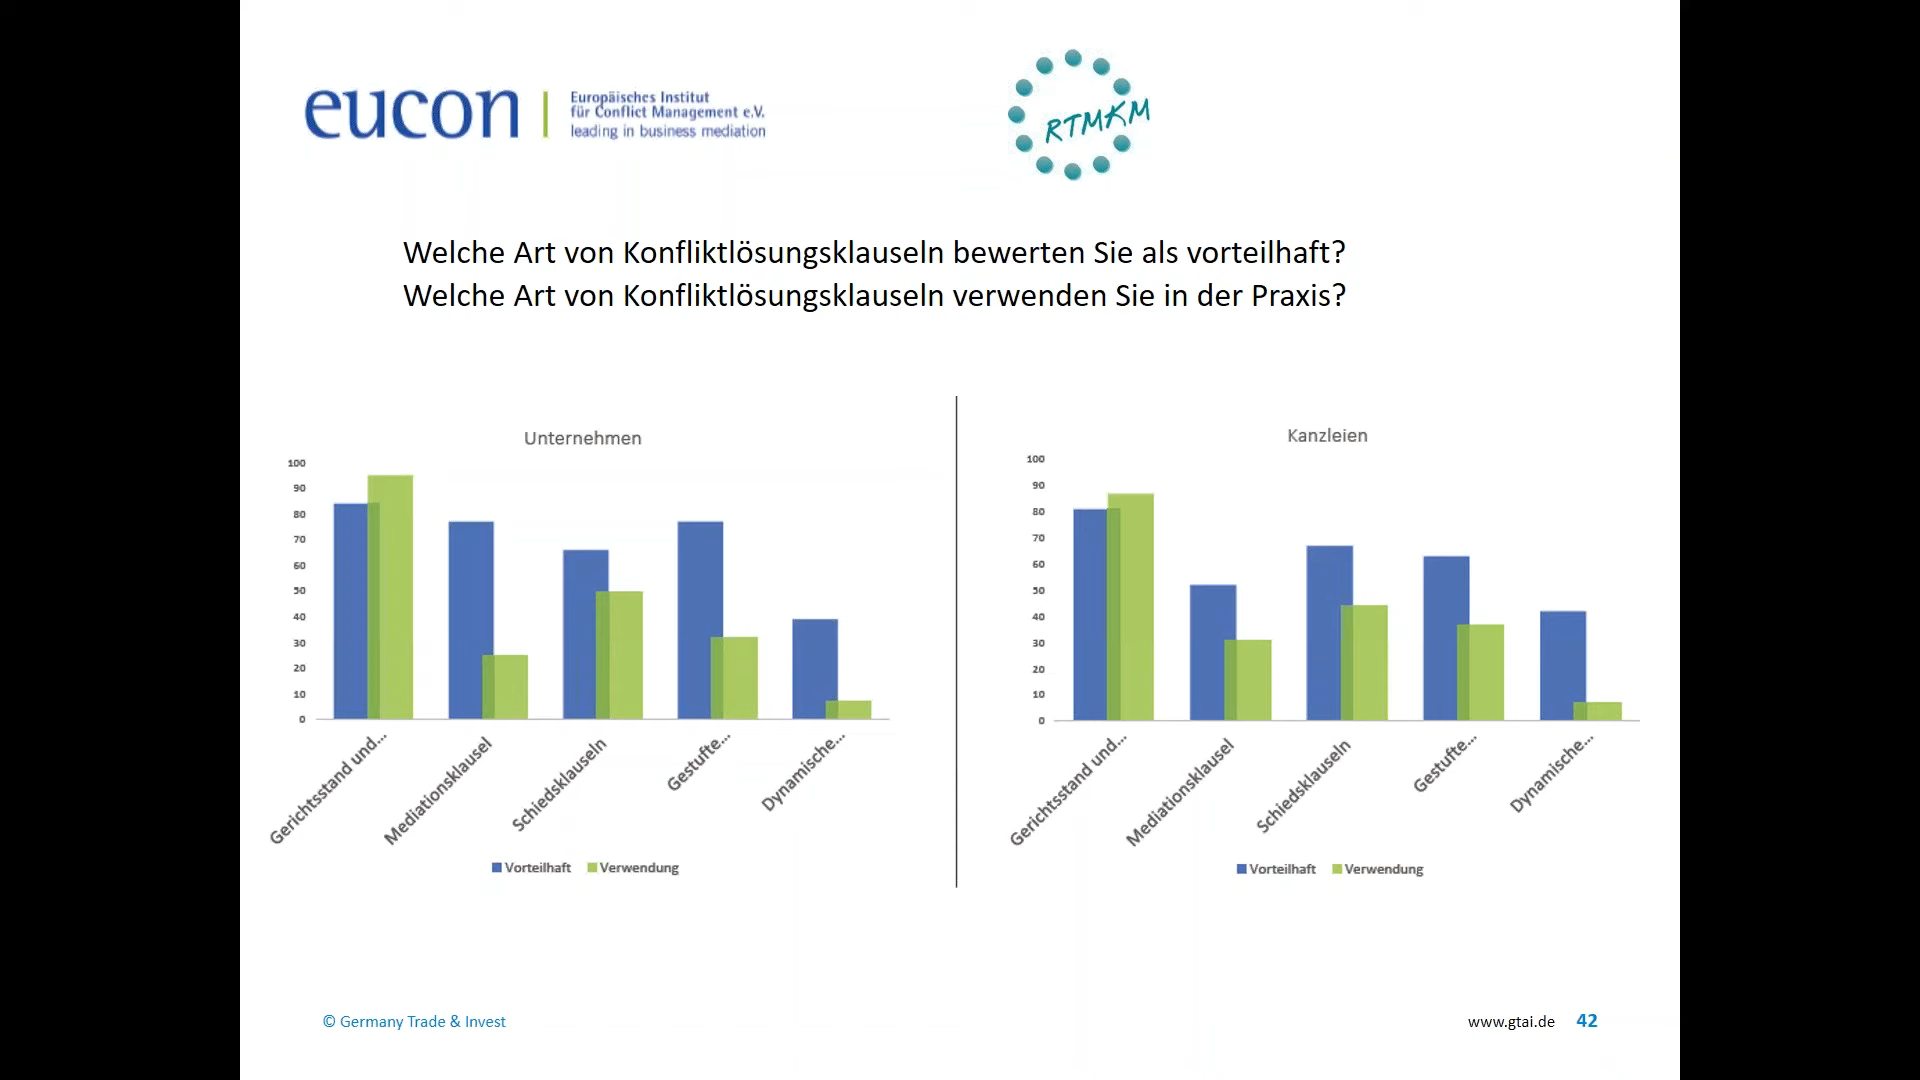 eucon
Europäisches Institut
für Conflict Management e.V.
leading in business mediation
RTMKM
Welche Art von Konfliktlösungsklauseln bewerten Sie als vorteilhaft?
Welche Art von Konfliktlösungsklauseln verwenden Sie in der Praxis?
Unternehmen
100
90
80
70
60
50
40
30
20
10
0
Gerichtsstand und...
Mediationsklausel
Schiedsklauseln
Gestufte...
Dynamische...
Vorteilhaft Verwendung
Kanzleien
100
90
80
70
60
50
40
30
20
10
0
Gerichtsstand und...
Mediationsklausel
Schiedsklauseln
Gestufte...
Dynamische...
Vorteilhaft Verwendung
© Germany Trade & Invest
www.gtai.de 42